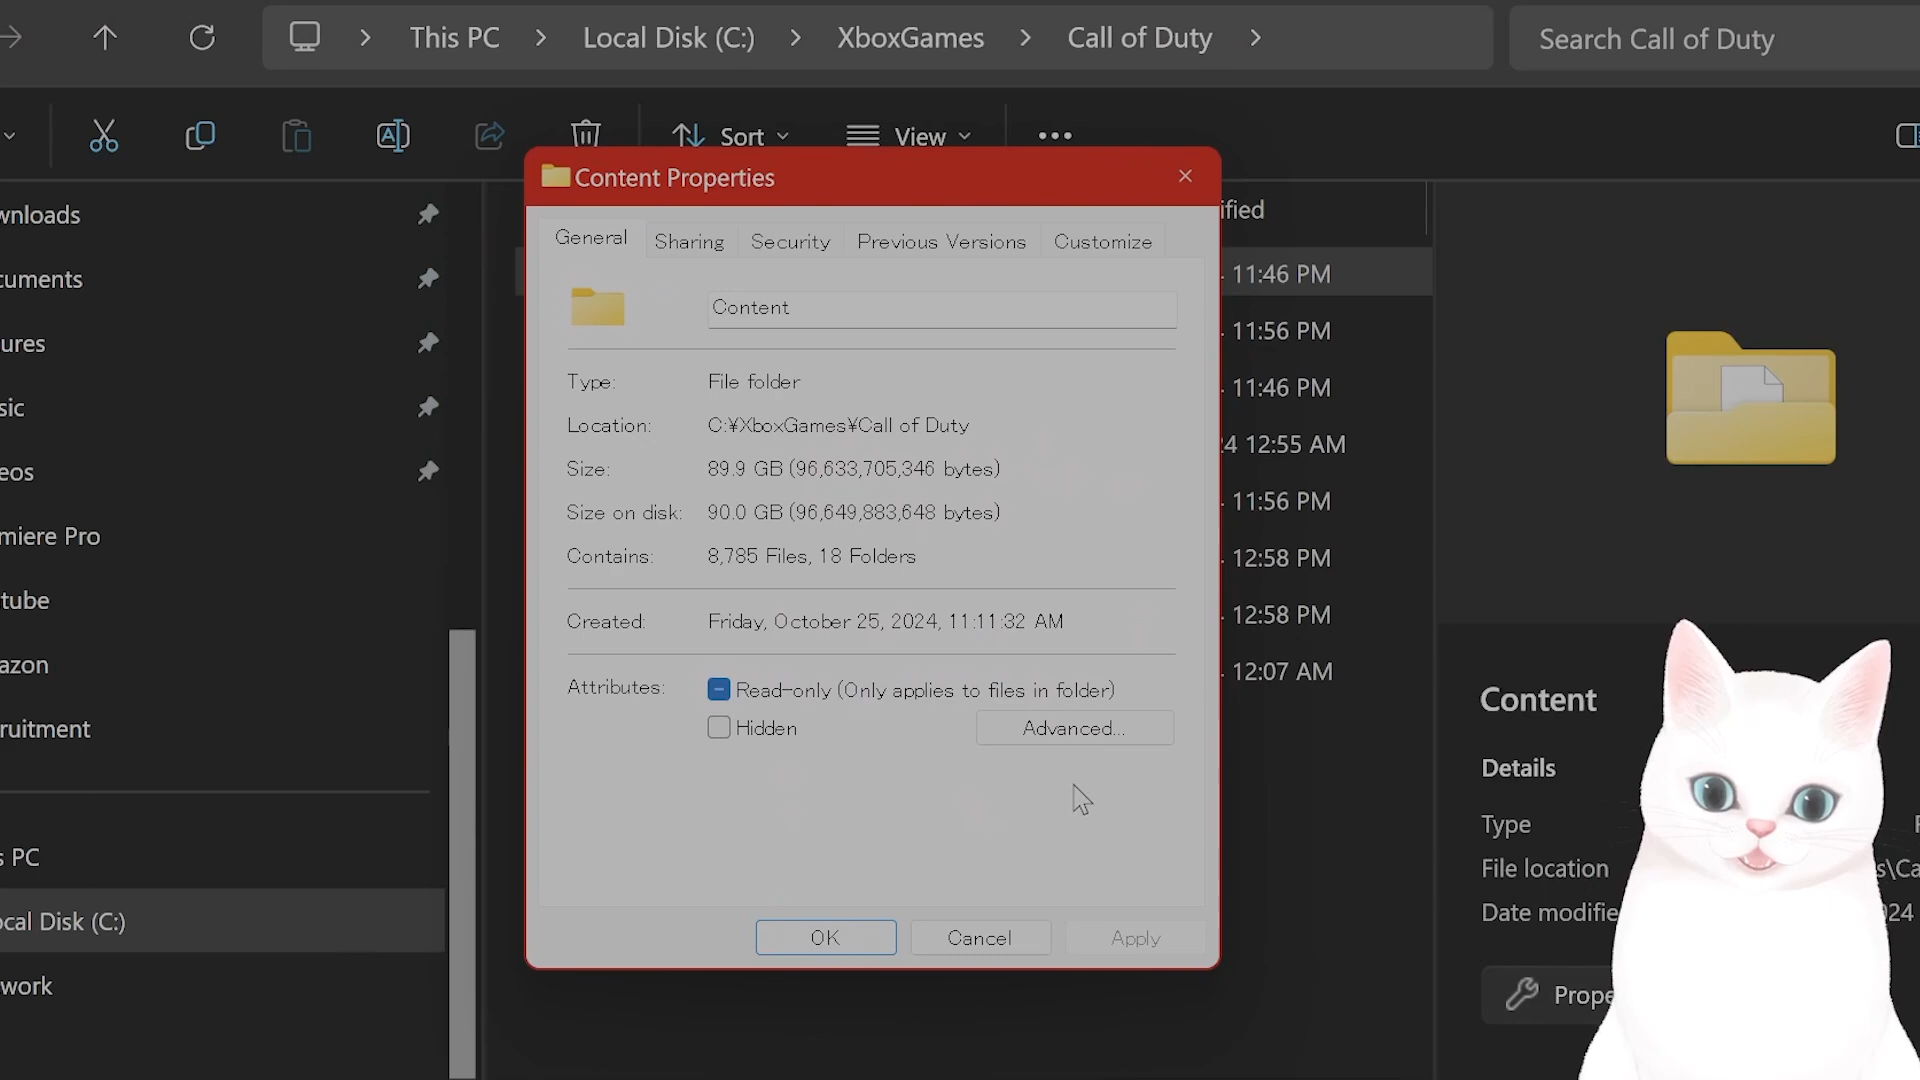 This PC > Local Disk (C:) > XboxGames > Call of Duty >
Search Call of Duty
Sort
View
Content Properties
General
Sharing
Security
Previous Versions
Customize
Content
Type: File folder
Location: C:¥XboxGames¥Call of Duty
Size: 89.9 GB (96,633,705,346 bytes)
Size on disk: 90.0 GB (96,649,883,648 bytes)
Contains: 8,785 Files, 18 Folders
Created: Friday, October 25, 2024, 11:11:32 AM
Attributes: Read-only (Only applies to files in folder)
Hidden
Advanced...
OK
Cancel
Apply
wnloads
cuments
ures
sic
eos
miere Pro
tube
azon
ruitment
s PC
ocal Disk (C:)
work
ified
11:46 PM
11:56 PM
11:46 PM
4 12:55 AM
11:56 PM
12:58 PM
12:58 PM
12:07 AM
Content
Details
Type
File location s\Ca
Date modifie 024
Prope